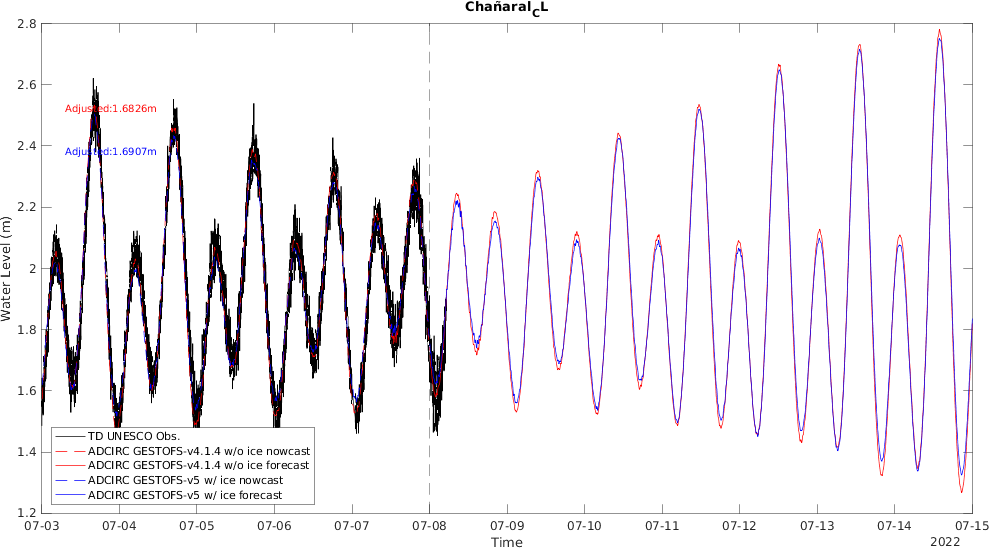 Chañaral_CL
2.8
2.6
2.4
2.2
2
1.8
1.6
1.4
1.2
Water Level (m)
Adjusted:1.6826m
Adjusted:1.6907m
TD UNESCO Obs.
ADCIRC GESTOFS-v4.1.4 w/o ice nowcast
ADCIRC GESTOFS-v4.1.4 w/o ice forecast
ADCIRC GESTOFS-v5 w/ ice nowcast
ADCIRC GESTOFS-v5 w/ ice forecast
07-03 07-04 07-05 07-06 07-07 07-08 07-09 07-10 07-11 07-12 07-13 07-14 07-15
Time
2022